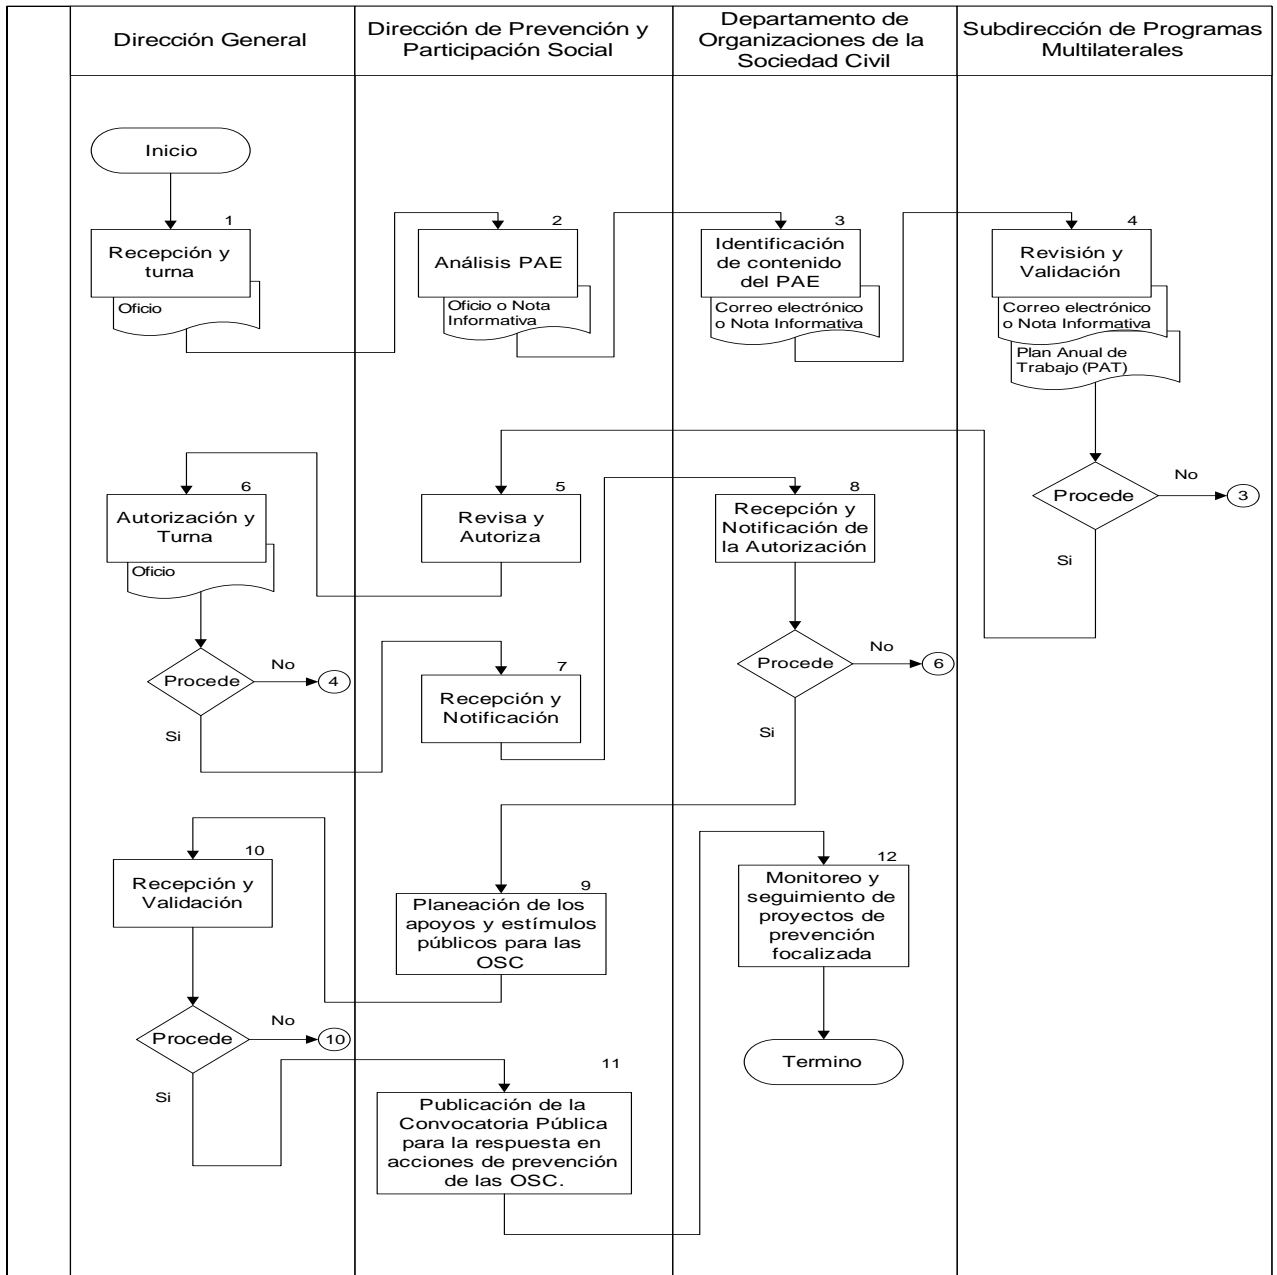 Dirección General
Dirección de Prevención y
Participación Social
Departamento de
Organizaciones de la
Sociedad Civil
Subdirección de Programas
Multilaterales
Inicio
1
Recepción y
turna
Oficio
2
Análisis PAE
Oficio o Nota
Informativa
3
Identificación
de contenido
del PAE
Correo electrónico
o Nota Informativa
4
Revisión y
Validación
Correo electrónico
o Nota Informativa
Plan Anual de
Trabajo (PAT)
Procede
No
3
Si
5
Revisa y
Autoriza
6
Autorización y
Turna
Oficio
Procede
No
4
Si
7
Recepción y
Notificación
8
Recepción y
Notificación de
la Autorización
Procede
No
6
Si
9
Planeación de los
apoyos y estímulos
públicos para las
OSC
10
Recepción y
Validación
Procede
No
10
Si
11
Publicación de la
Convocatoria Pública
para la respuesta en
acciones de prevención
de las OSC.
12
Monitoreo y
seguimiento de
proyectos de
prevención
focalizada
Termino